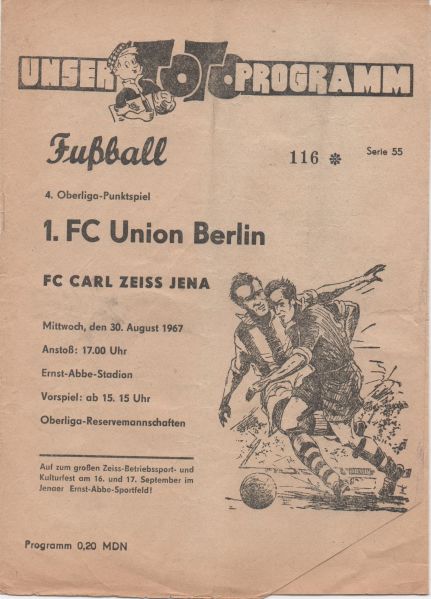 UNSER TOTO-PROGRAMM
Fußball
116 * Serie 55
4. Oberliga-Punktspiel
1. FC Union Berlin
FC CARL ZEISS JENA
Mittwoch, den 30. August 1967
Anstoß: 17.00 Uhr
Ernst-Abbe-Stadion
Vorspiel: ab 15.15 Uhr
Oberliga-Reservemannschaften
Auf zum großen Zeiss-Betriebssport- und
Kulturfest am 16. und 17. September im
Jenaer Ernst-Abbe-Sportfeld!
Programm 0,20 MDN